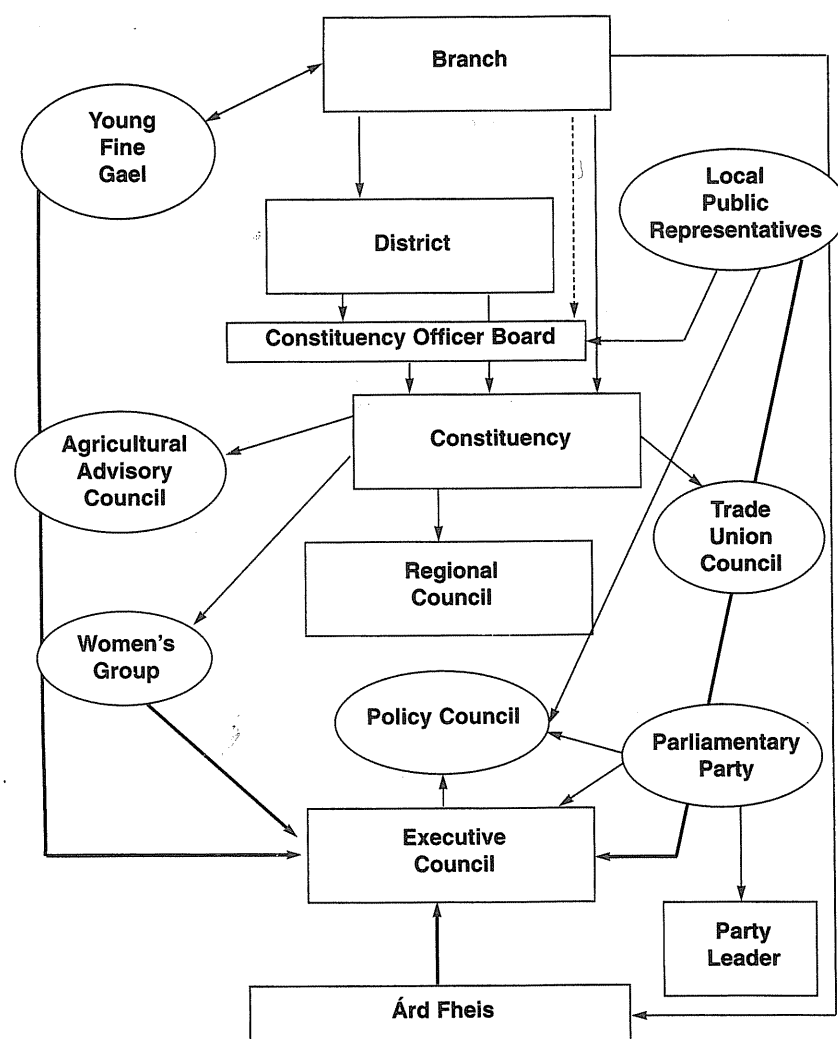 Branch
Young
Fine
Gael
Local
Public
Representatives
District
Constituency Officer Board
Constituency
Agricultural
Advisory
Council
Trade
Union
Council
Regional
Council
Women's
Group
Policy Council
Parliamentary
Party
Executive
Council
Party
Leader
Árd Fheis